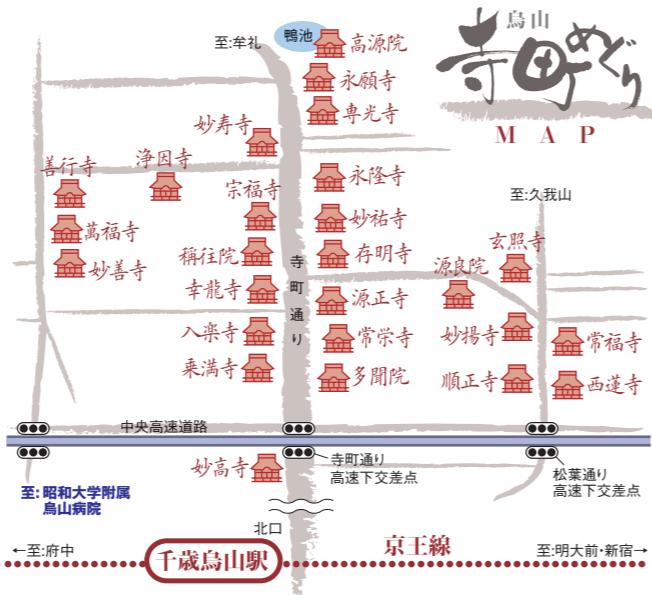 烏山
寺町めぐり
MAP
至:牟礼
鴨池
高源院
永願寺
専光寺
妙寿寺
善行寺
浄因寺
宗福寺
永隆寺
至:久我山
萬福寺
妙祐寺
玄照寺
妙善寺
稱往院
存明寺
源良院
幸龍寺
寺町通り
源正寺
入楽寺
常栄寺
妙揚寺
常福寺
乗満寺
多聞院
順正寺
西蓮寺
中央高速道路
妙高寺
寺町通り
高速下交差点
松葉通り
高速下交差点
至:昭和大学附属
烏山病院
北口
←至:府中
千歳烏山駅
京王線
至:明大前・新宿→